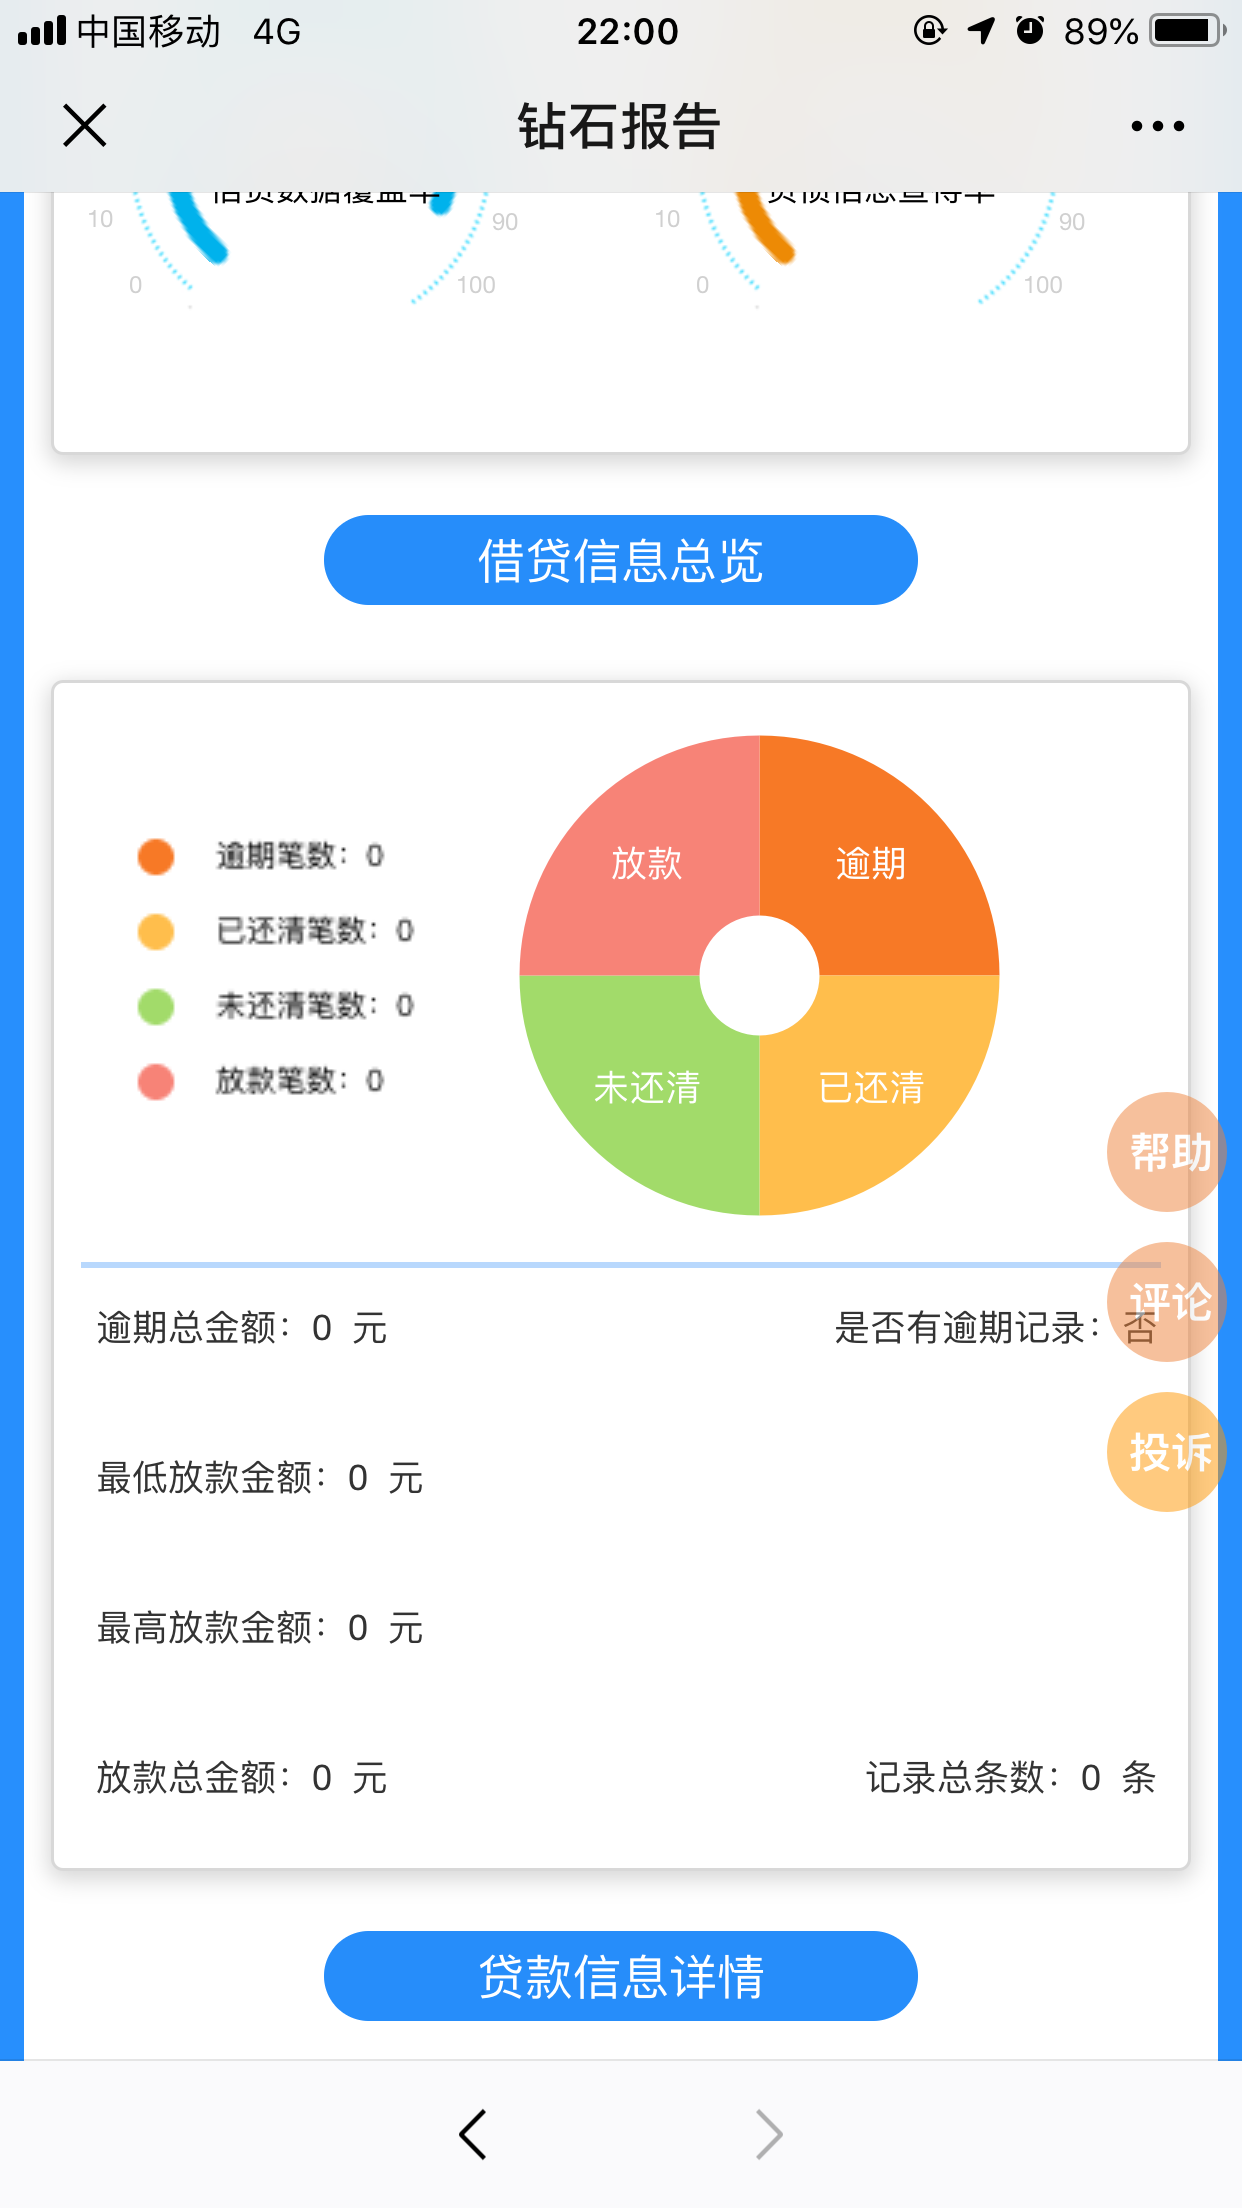 中国移动 4G 22:00 89%
钻石报告
10 90 10 90
0 100 0 100
借贷信息总览
逾期笔数：0
已还清笔数：0
未还清笔数：0
放款笔数：0
放款 逾期
未还清 已还清
帮助
评论
逾期总金额：0 元 是否有逾期记录：否
投诉
最低放款金额：0 元
最高放款金额：0 元
放款总金额：0 元 记录总条数：0 条
贷款信息详情